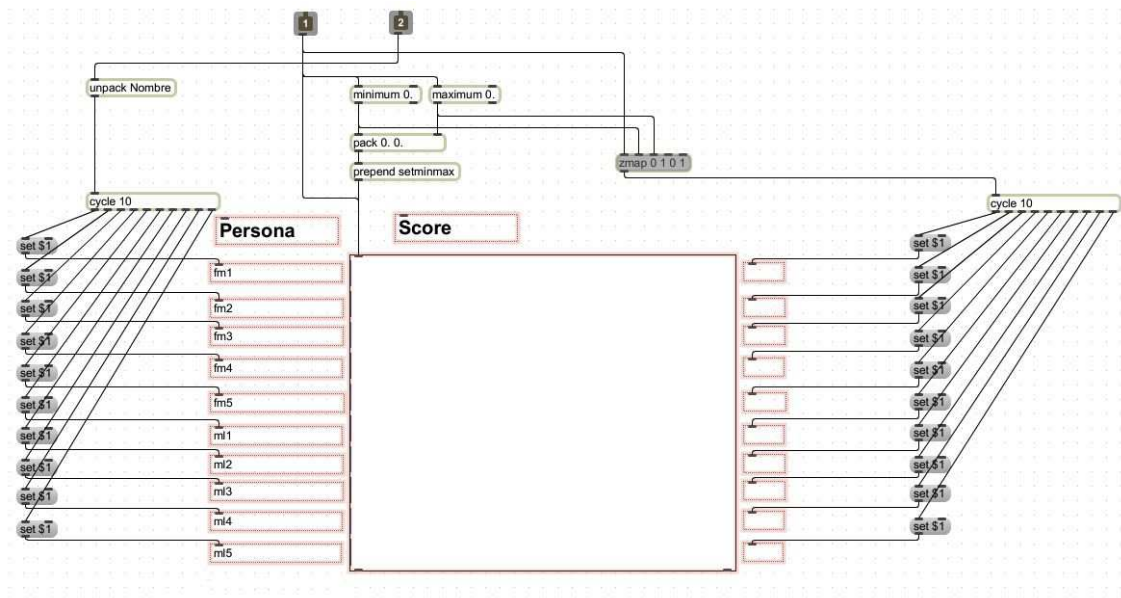 1
2
unpack Nombre
minimum 0.
maximum 0.
pack 0. 0.
zmap 0 1 0 1
prepend setminmax
cycle 10
cycle 10
Persona
Score
set $1
set $1
fm1
set $1
set $1
fm2
set $1
set $1
fm3
set $1
set $1
fm4
set $1
set $1
fm5
set $1
set $1
ml1
set $1
set $1
ml2
set $1
set $1
ml3
set $1
set $1
ml4
set $1
set $1
ml5